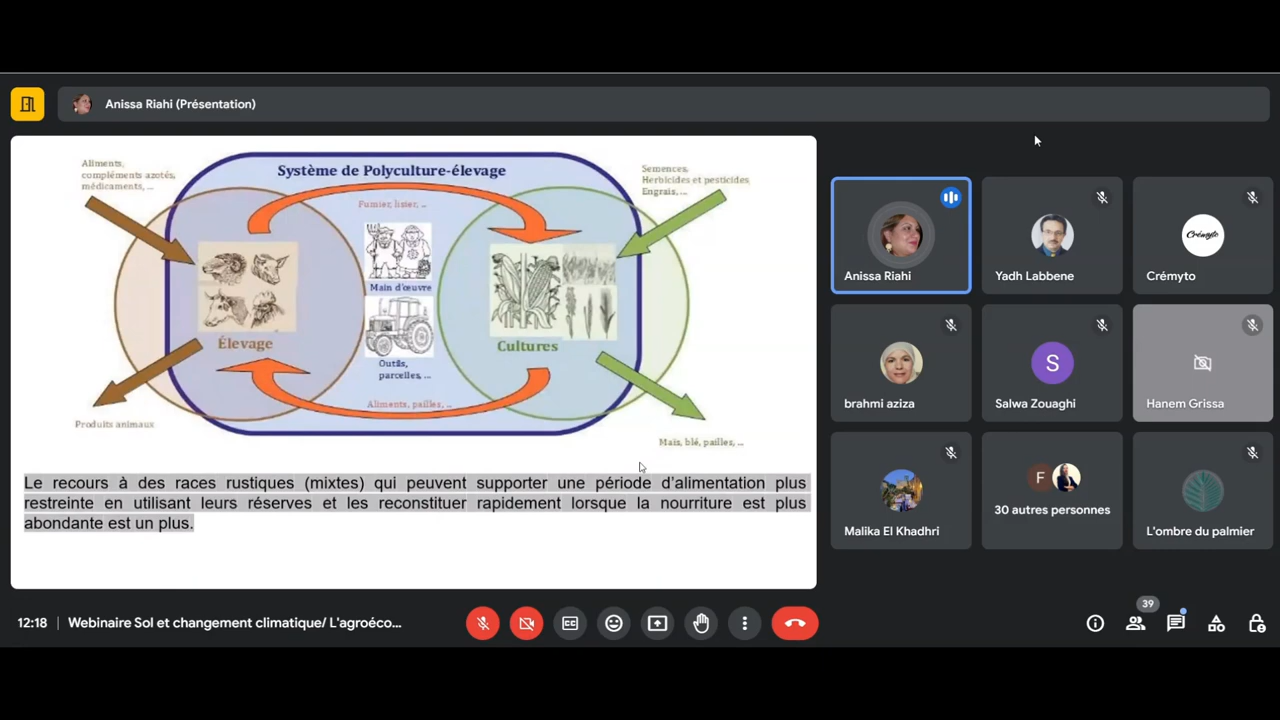 Anissa Riahi (Présentation)
Système de Polyculture-élevage
Aliments,
compléments azotés,
médicaments, ...
Semences,
Herbicides et pesticides
Engrais, ...
Fumier, lisier, ...
Main d'œuvre
Élevage
Cultures
Outils,
parcelles, ...
Aliments, pailles, ...
Produits animaux
Maïs, blé, pailles, ...
Le recours à des races rustiques (mixtes) qui peuvent supporter une période d'alimentation plus
restreinte en utilisant leurs réserves et les reconstituer rapidement lorsque la nourriture est plus
abondante est un plus.
Anissa Riahi
Yadh Labbene
Crémyto
Crémyto
brahmi aziza
S
Salwa Zouaghi
Hanem Grissa
Malika El Khadhri
F
30 autres personnes
L'ombre du palmier
12:18
Webinaire Sol et changement climatique/ L'agroéco...
39